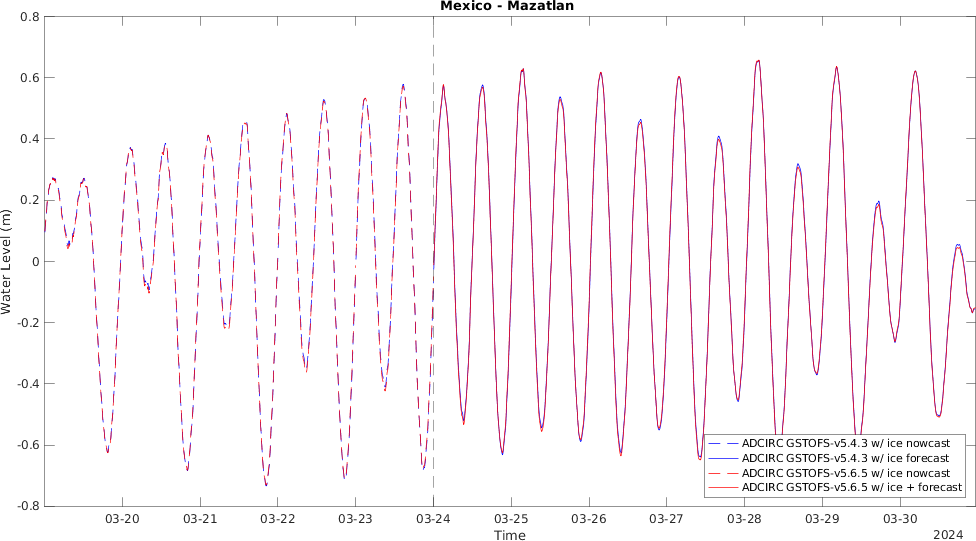 Mexico - Mazatlan
0.8
0.6
0.4
0.2
0
-0.2
-0.4
-0.6
-0.8
Water Level (m)
ADCIRC GSTOFS-v5.4.3 w/ ice nowcast
ADCIRC GSTOFS-v5.4.3 w/ ice forecast
ADCIRC GSTOFS-v5.6.5 w/ ice nowcast
ADCIRC GSTOFS-v5.6.5 w/ ice + forecast
03-20 03-21 03-22 03-23 03-24 03-25 03-26 03-27 03-28 03-29 03-30
Time
2024